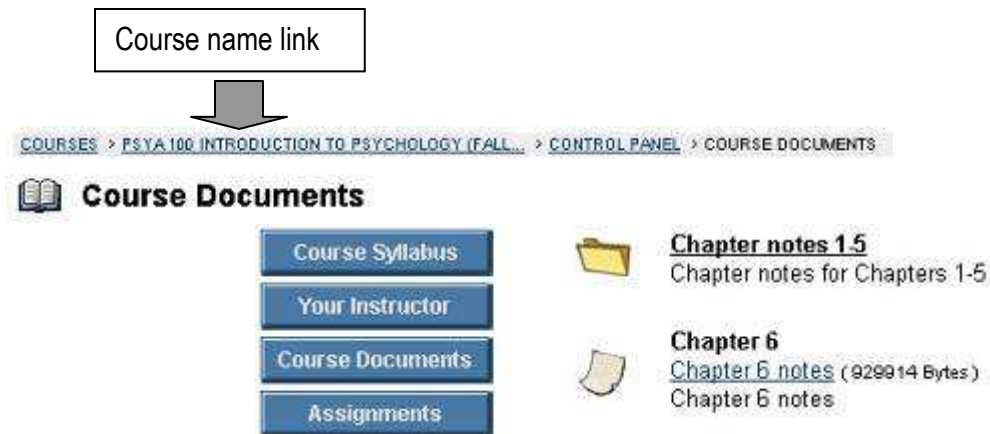 Course name link
COURSES > PSYA 100 INTRODUCTION TO PSYCHOLOGY (FALL... > CONTROL PANEL > COURSE DOCUMENTS
Course Documents
Course Syllabus
Your Instructor
Course Documents
Assignments
Chapter notes 1-5
Chapter notes for Chapters 1-5
Chapter 6
Chapter 6 notes (929914 Bytes)
Chapter 6 notes